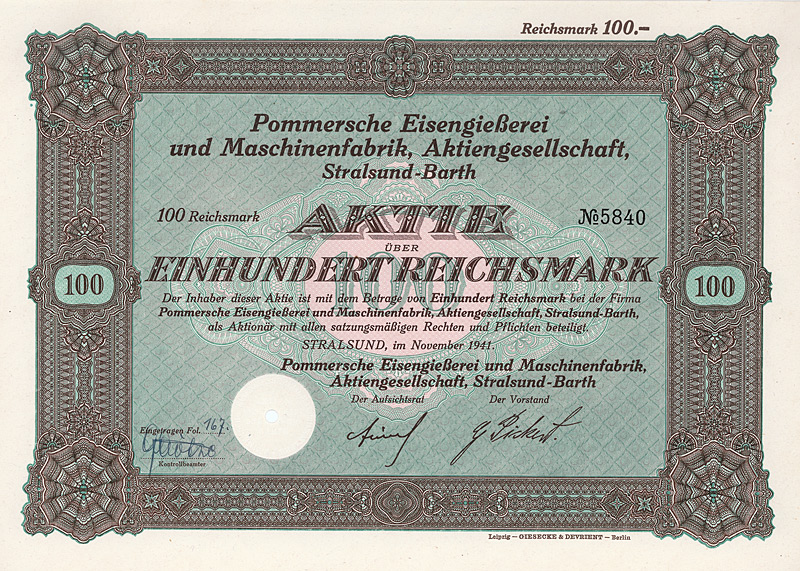 Reichsmark 100.–
Pommersche Eisengießerei
und Maschinenfabrik, Aktiengesellschaft,
Stralsund-Barth
100 Reichsmark AKTIE №5840
ÜBER
EINHUNDERT REICHSMARK
100 100 100
Der Inhaber dieser Aktie ist mit dem Betrage von Einhundert Reichsmark bei der Firma
Pommersche Eisengießerei und Maschinenfabrik, Aktiengesellschaft, Stralsund-Barth,
als Aktionär mit allen satzungsmäßigen Rechten und Pflichten beteiligt.
STRALSUND, im November 1941.
Pommersche Eisengießerei und Maschinenfabrik,
Aktiengesellschaft, Stralsund-Barth
Der Aufsichtsrat Der Vorstand
Eingetragen Fol. 167.
Kontrollbeamter
Leipzig — GIESECKE & DEVRIENT — Berlin